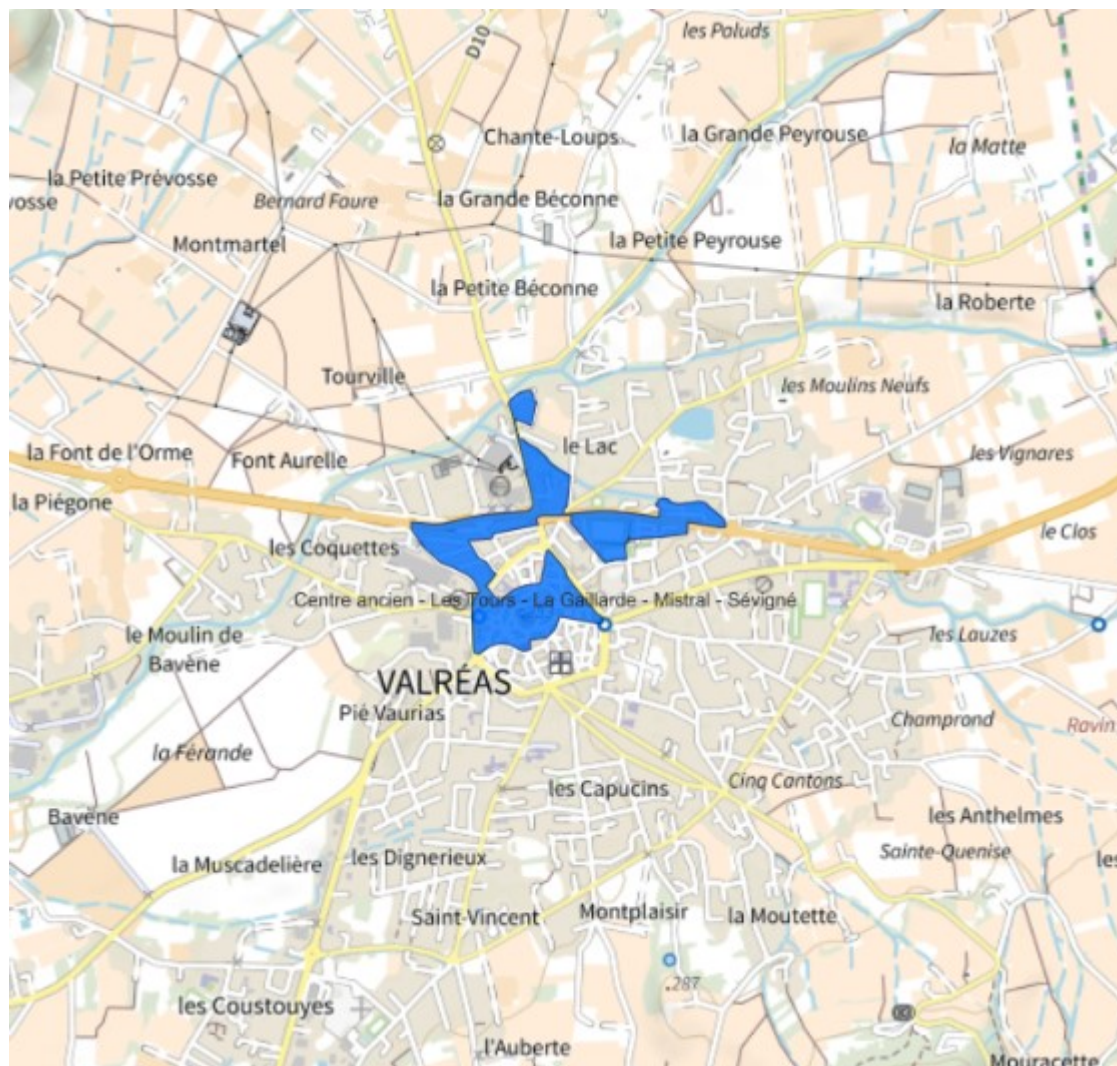 les Paluds
D10
Chante-Loups
la Grande Peyrouse
la Matte
la Petite Prévosse
vosse
Bernard Faure
la Grande Béconne
Montmartel
la Petite Peyrouse
la Petite Béconne
la Roberte
Tourville
les Moulins Neufs
la Font de l'Orme
Font Aurelle
le Lac
les Vignares
la Piégone
le Clos
les Coquettes
Centre ancien - Les Tours - La Gaillarde - Mistral - Sévigné
le Moulin de
Bavène
les Lauzes
VALRÉAS
Pié Vaurias
Champrond
Ravin
la Férande
Cinq Cantons
les Capucins
Bavène
les Anthelmes
la Muscadelière
les Dignerieux
Sainte-Quenise
les
Saint-Vincent
Montplaisir
la Moutette
.287
les Coustouyes
l'Auberte
Mouracette